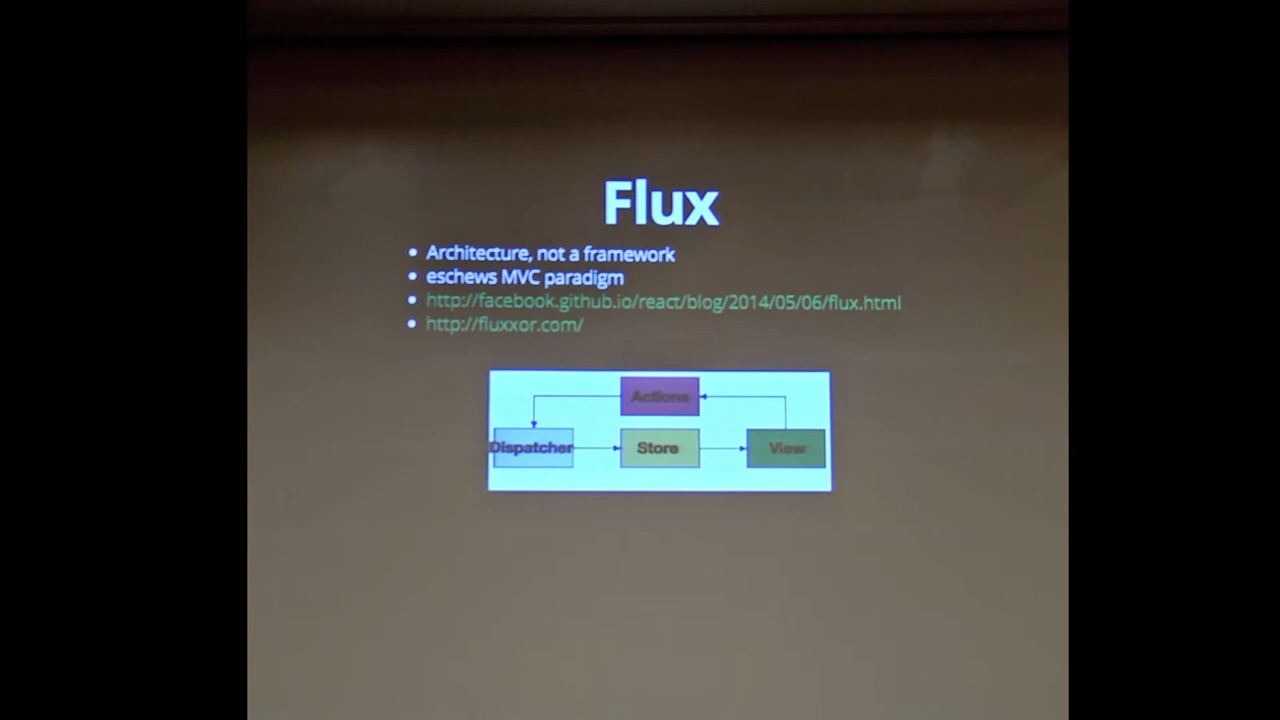 Flux
Architecture, not a framework
eschews MVC paradigm
http://facebook.github.io/react/blog/2014/05/06/flux.html
http://fluxxor.com/
Actions
Dispatcher
Store
View